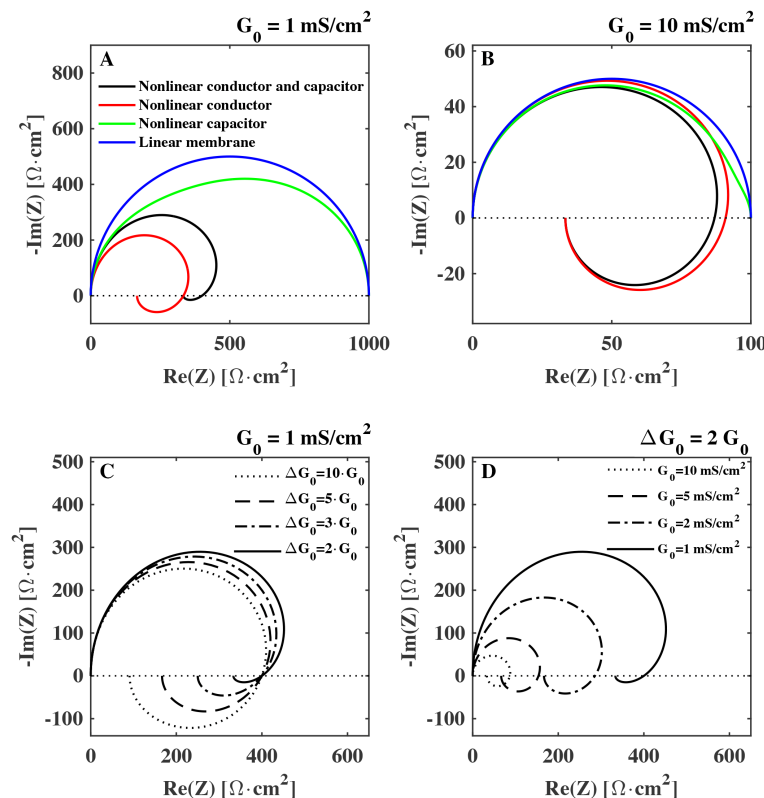 G₀ = 1 mS/cm²
A
Nonlinear conductor and capacitor
Nonlinear conductor
Nonlinear capacitor
Linear membrane
800
600
400
200
0
-Im(Z) [Ω·cm²]
0 500 1000
Re(Z) [Ω·cm²]
G₀ = 10 mS/cm²
B
60
40
20
0
-20
-Im(Z) [Ω·cm²]
0 50 100
Re(Z) [Ω·cm²]
G₀ = 1 mS/cm²
C
ΔG₀=10·G₀
ΔG₀=5·G₀
ΔG₀=3·G₀
ΔG₀=2·G₀
500
400
300
200
100
0
-100
-Im(Z) [Ω·cm²]
0 200 400 600
Re(Z) [Ω·cm²]
ΔG₀ = 2 G₀
D
G₀=10 mS/cm²
G₀=5 mS/cm²
G₀=2 mS/cm²
G₀=1 mS/cm²
500
400
300
200
100
0
-100
-Im(Z) [Ω·cm²]
0 200 400 600
Re(Z) [Ω·cm²]